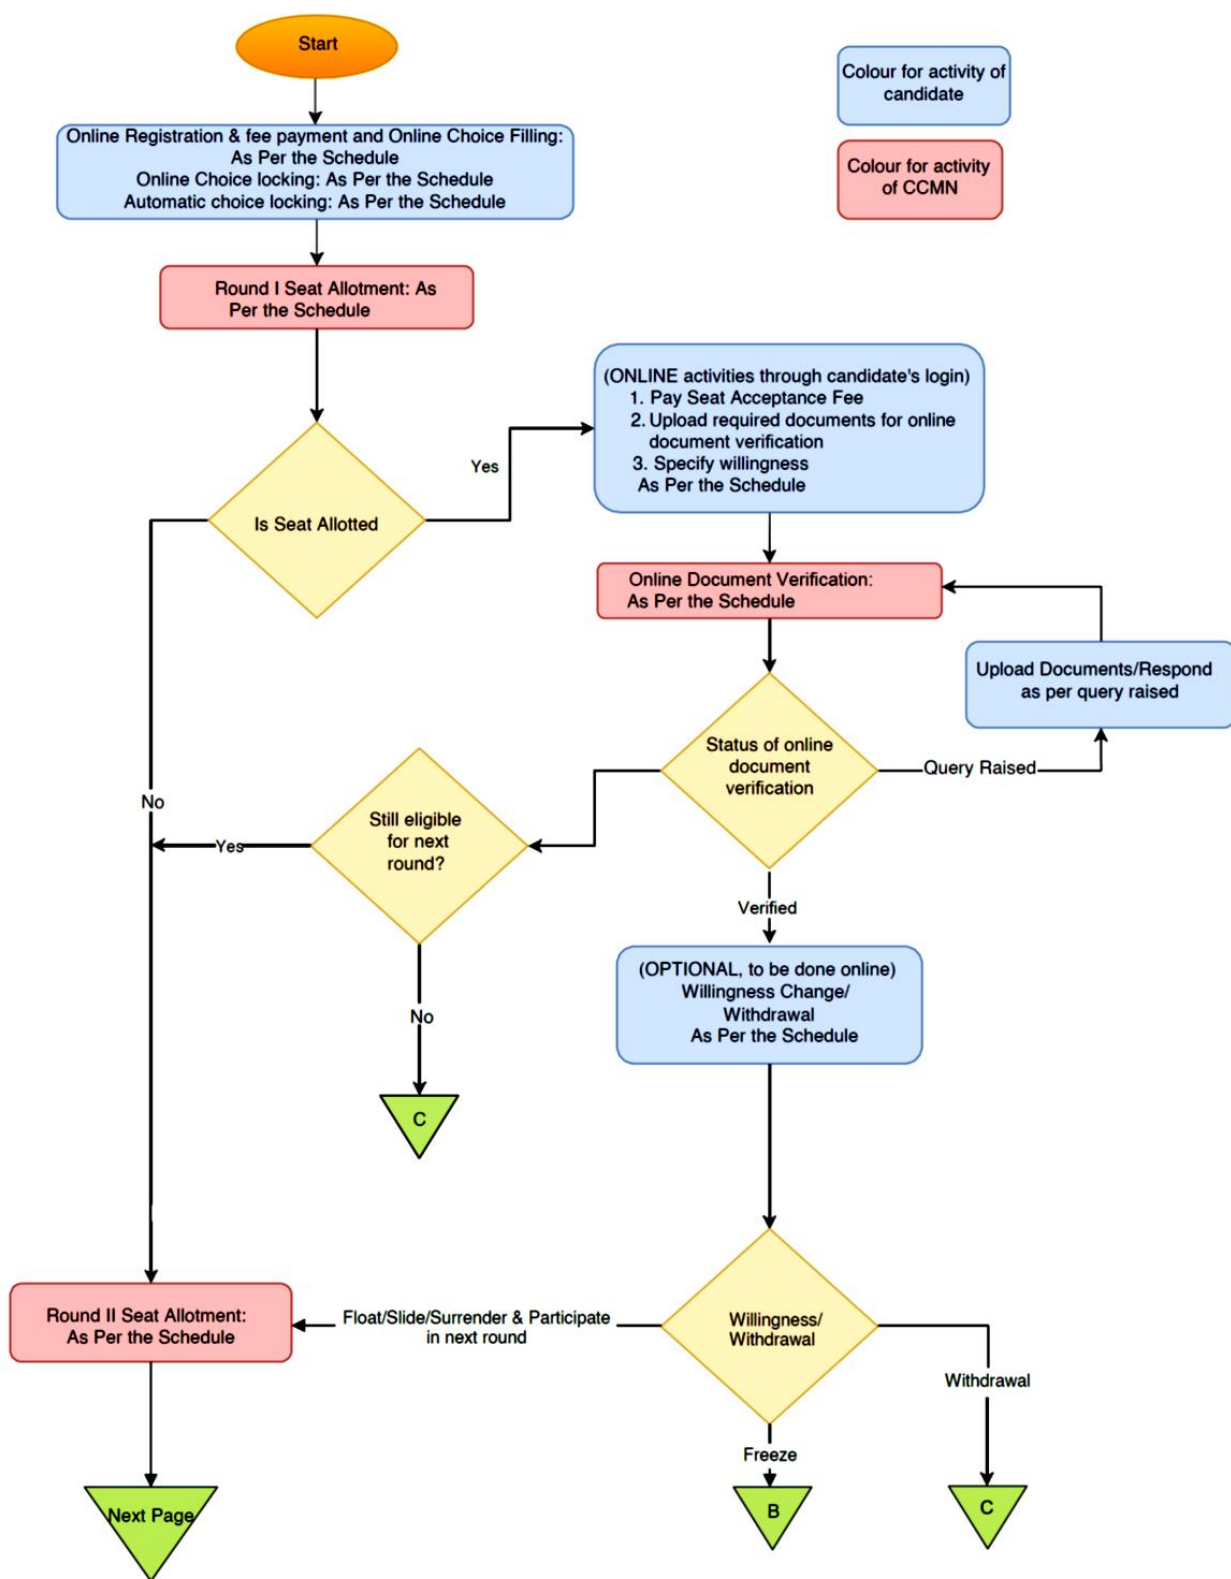 Start
Colour for activity of
candidate
Online Registration & fee payment and Online Choice Filling:
As Per the Schedule
Online Choice locking: As Per the Schedule
Automatic choice locking: As Per the Schedule
Colour for activity
of CCMN
Round I Seat Allotment: As
Per the Schedule
(ONLINE activities through candidate's login)
1. Pay Seat Acceptance Fee
2. Upload required documents for online
document verification
3. Specify willingness
As Per the Schedule
Yes
Is Seat Allotted
Online Document Verification:
As Per the Schedule
Upload Documents/Respond
as per query raised
Status of online
document
verification
Query Raised
No
Still eligible
for next
round?
Yes
Verified
(OPTIONAL, to be done online)
Willingness Change/
Withdrawal
As Per the Schedule
No
C
Round II Seat Allotment:
As Per the Schedule
Float/Slide/Surrender & Participate
in next round
Willingness/
Withdrawal
Withdrawal
Freeze
Next Page
B
C